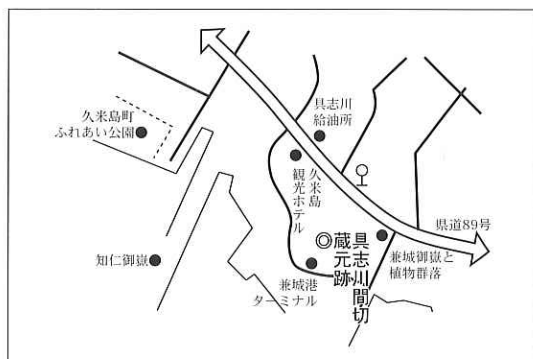 久米島町
ふれあい公園
具志川
給油所
久米島
観光ホテル
県道89号
知仁御嶽
具志川間切
蔵元跡
兼城御嶽と
植物群落
兼城港
ターミナル